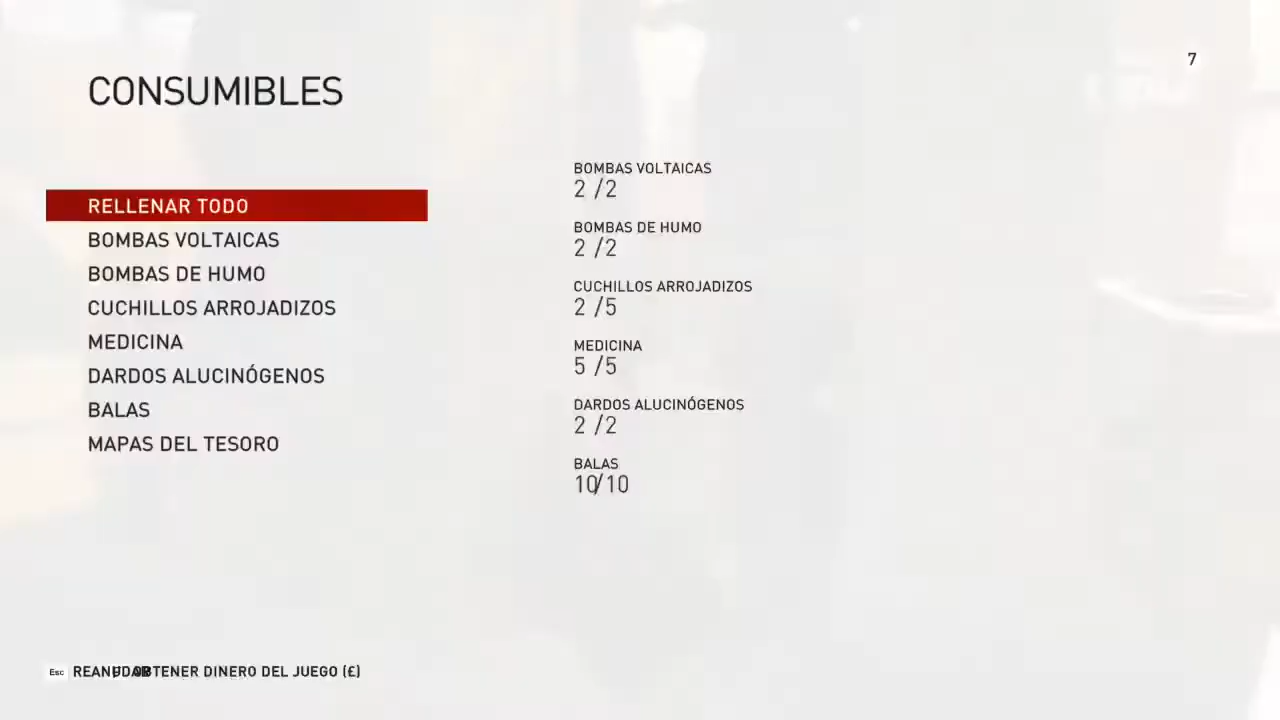 7
CONSUMIBLES
RELLENAR TODO
BOMBAS VOLTAICAS
BOMBAS DE HUMO
CUCHILLOS ARROJADIZOS
MEDICINA
DARDOS ALUCINÓGENOS
BALAS
MAPAS DEL TESORO
BOMBAS VOLTAICAS
2 /2
BOMBAS DE HUMO
2 /2
CUCHILLOS ARROJADIZOS
2 /5
MEDICINA
5 /5
DARDOS ALUCINÓGENOS
2 /2
BALAS
10/10
Esc REANUDAR OBTENER DINERO DEL JUEGO (£)